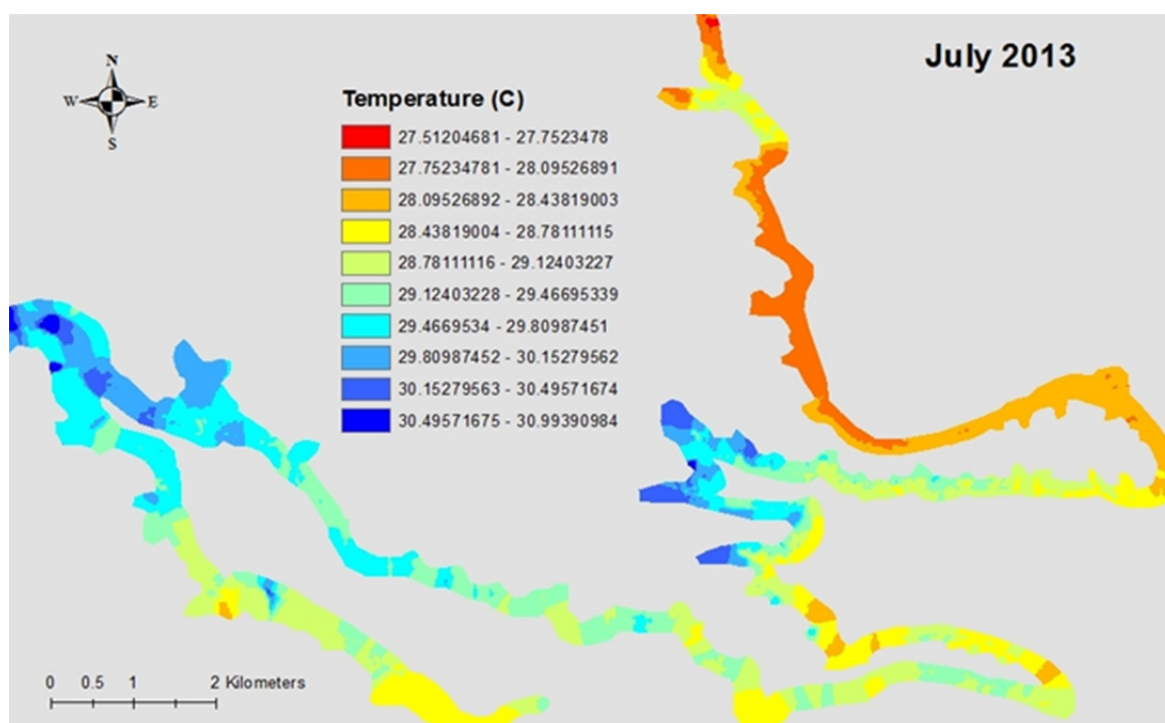 July 2013
N
W E
S
Temperature (C)
27.51204681 - 27.7523478
27.75234781 - 28.09526891
28.09526892 - 28.43819003
28.43819004 - 28.78111115
28.78111116 - 29.12403227
29.12403228 - 29.46695339
29.4669534 - 29.80987451
29.80987452 - 30.15279562
30.15279563 - 30.49571674
30.49571675 - 30.99390984
0 0.5 1 2 Kilometers